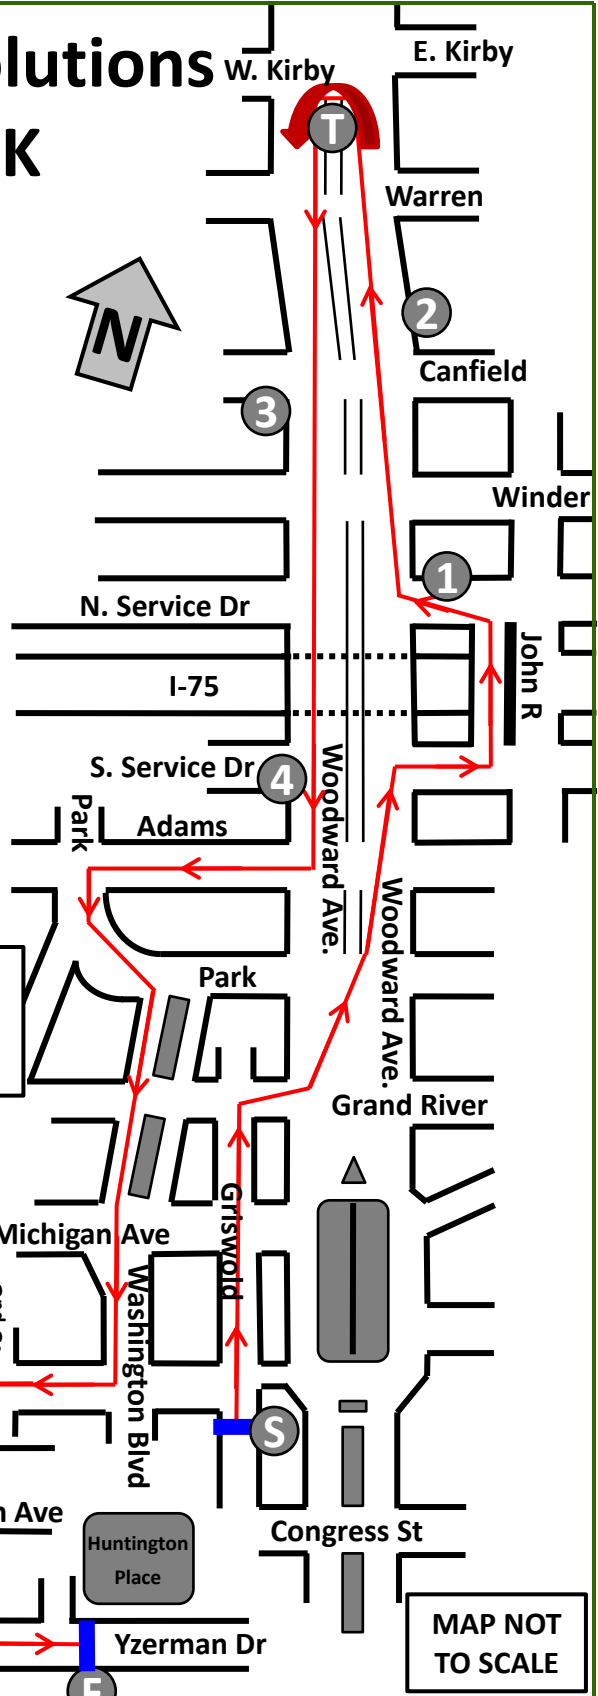 lutions
K
W. Kirby
E. Kirby
T
Warren
N
2
Canfield
3
Winder
1
N. Service Dr
John R
I-75
S. Service Dr
4
Woodward Ave.
Park
Adams
Woodward Ave.
Park
Grand River
Griswold
Michigan Ave
Washington Blvd
S
Ave
Congress St
Huntington
Place
MAP NOT
TO SCALE
Yzerman Dr